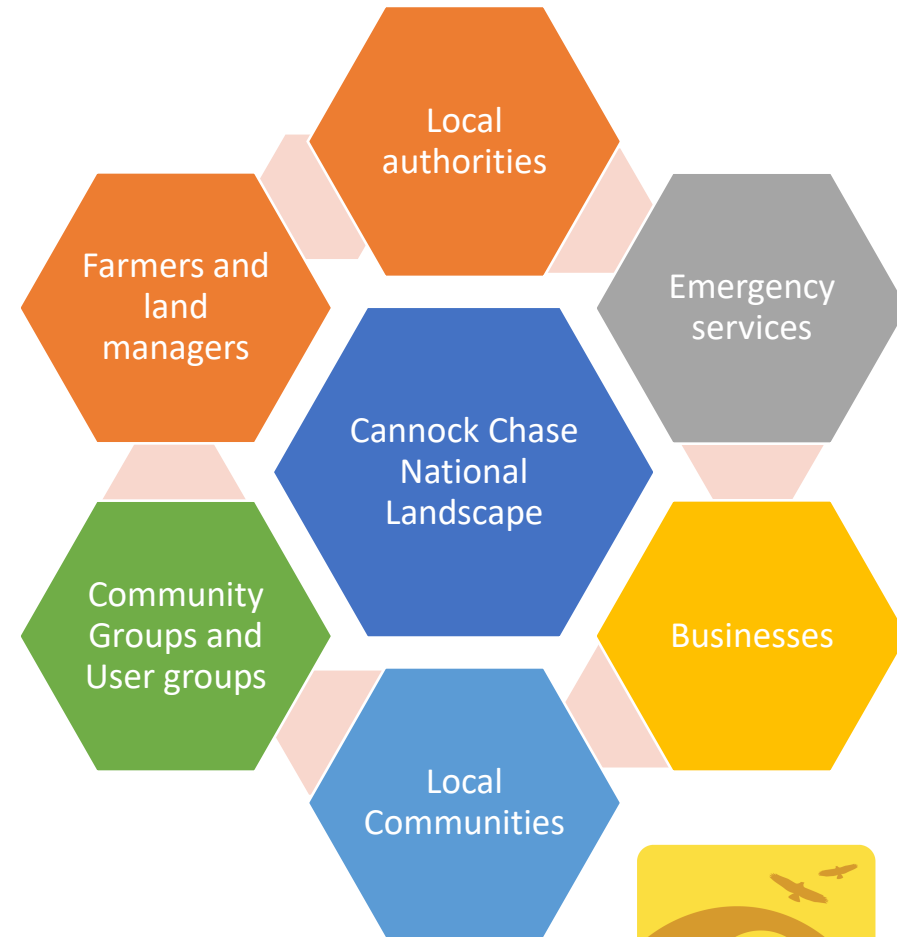 Local
authorities
Farmers and
land
managers
Emergency
services
Cannock Chase
National
Landscape
Community
Groups and
User groups
Businesses
Local
Communities